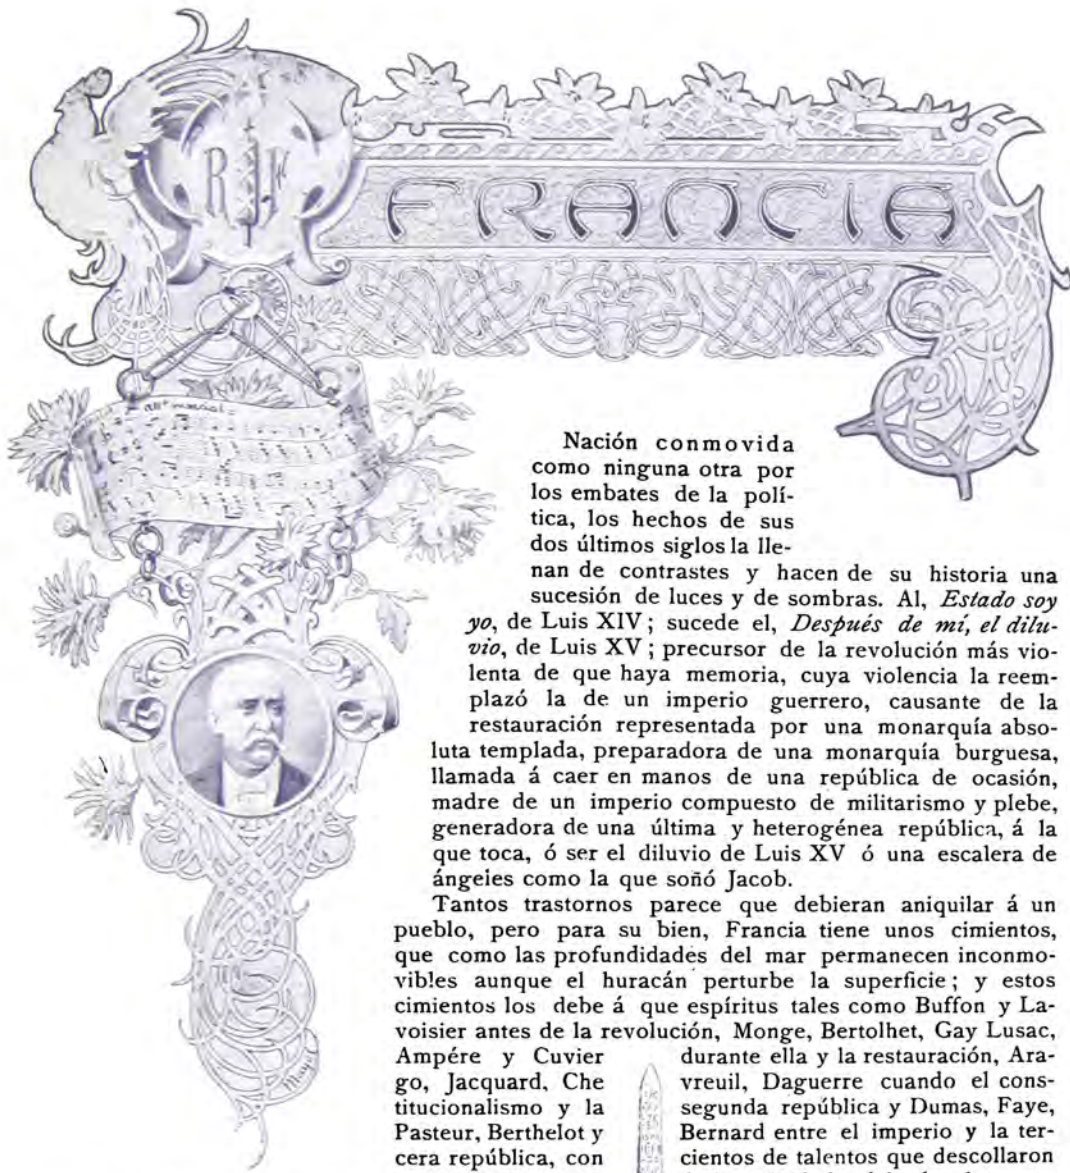 R F
FRANCIA
Nación conmovida
como ninguna otra por
los embates de la polí-
tica, los hechos de sus
dos últimos siglos la lle-
nan de contrastes y hacen de su historia una
sucesión de luces y de sombras. Al, Estado soy
yo, de Luis XIV; sucede el, Después de mí, el dilu-
vio, de Luis XV; precursor de la revolución más vio-
lenta de que haya memoria, cuya violencia la reem-
plazó la de un imperio guerrero, causante de la
restauración representada por una monarquía abso-
luta templada, preparadora de una monarquía burguesa,
llamada á caer en manos de una república de ocasión,
madre de un imperio compuesto de militarismo y plebe,
generadora de una última y heterogénea república, á la
que toca, ó ser el diluvio de Luis XV ó una escalera de
ángeies como la que soñó Jacob.
Tantos trastornos parece que debieran aniquilar á un
pueblo, pero para su bien, Francia tiene unos cimientos,
que como las profundidades del mar permanecen inconmo-
vibles aunque el huracán perturbe la superficie; y estos
cimientos los debe á que espíritus tales como Buffon y La-
voisier antes de la revolución, Monge, Bertolhet, Gay Lusac,
Ampére y Cuvier durante ella y la restauración, Ara-
go, Jacquard, Che vreuil, Daguerre cuando el cons-
titucionalismo y la segunda república y Dumas, Faye,
Pasteur, Berthelot y Bernard entre el imperio y la ter-
cera república, con cientos de talentos que descollaron